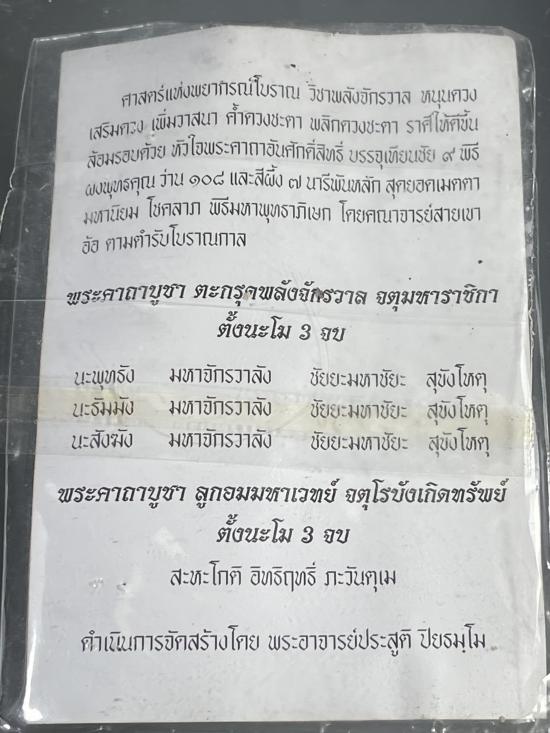 ศาสตร์แห่งพยากรณ์โบราณ วิชาพลังจักรวาล หนุนดวง
เสริมดวง เพิ่มวาสนา ค้ำดวงชะตา พลิกดวงชะตา ราศีให้ดีขึ้น
ล้อมรอบด้วย หัวใจพระคาถาอันศักดิ์สิทธิ์ บรรจุเทียนชัย ๙ พิธี
ผงพุทธคุณ ว่าน ๑๐๘ และสีผึ้ง ๗ นารีพันหลัก สุดยอดเมตตา
มหานิยม โชคลาภ พิธีมหาพุทธาภิเษก โดยคณาจารย์สายเขา
อ้อ ตามตำรับโบราณกาล
พระคาถาบูชา ตะกรุดพลังจักรวาล จตุมหาราชิกา
ตั้งนะโม 3 จบ
นะพุทธัง มหาจักรวาลัง ชัยยะมหาชัยะ สุขังโหตุ
นะธัมมัง มหาจักรวาลัง ชัยยะมหาชัยะ สุขังโหตุ
นะสังฆัง มหาจักรวาลัง ชัยยะมหาชัยะ สุขังโหตุ
พระคาถาบูชา ลูกอมมหาเวทย์ จตุโรบังเกิดทรัพย์
ตั้งนะโม 3 จบ
สะหะโกติ อิทธิฤทธิ์ ภะวันตุเม
ดำเนินการจัดสร้างโดย พระอาจารย์ประสูติ ปิยธมฺโม